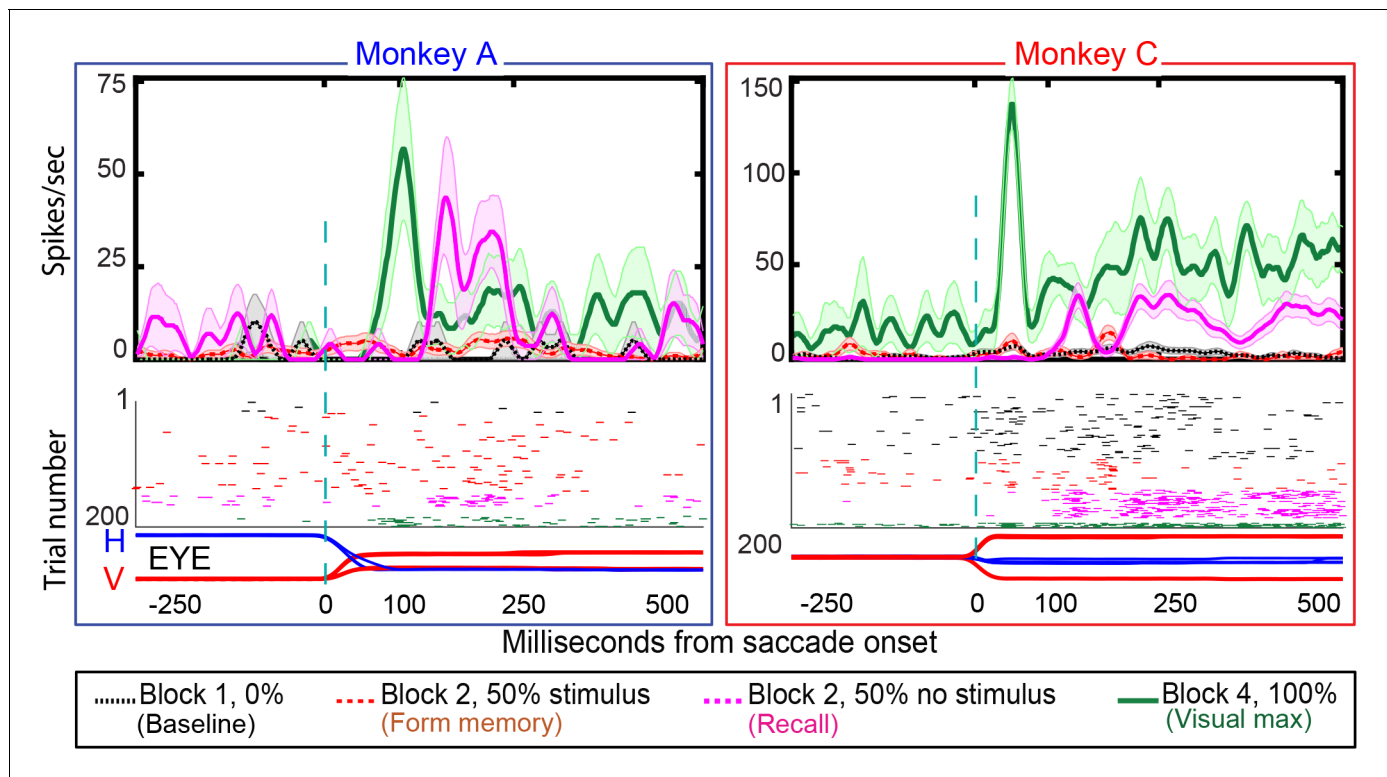 Monkey A
Monkey C
75
50
25
0
Spikes/sec
150
100
50
0
1
200
Trial number
H
V
EYE
1
200
-250 0 100 250 500
-250 0 100 250 500
Milliseconds from saccade onset
Block 1, 0% Block 2, 50% stimulus Block 2, 50% no stimulus Block 4, 100%
(Baseline) (Form memory) (Recall) (Visual max)